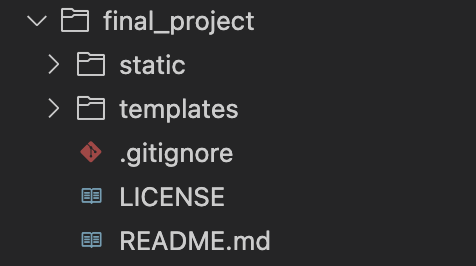 final_project
static
templates
.gitignore
LICENSE
README.md